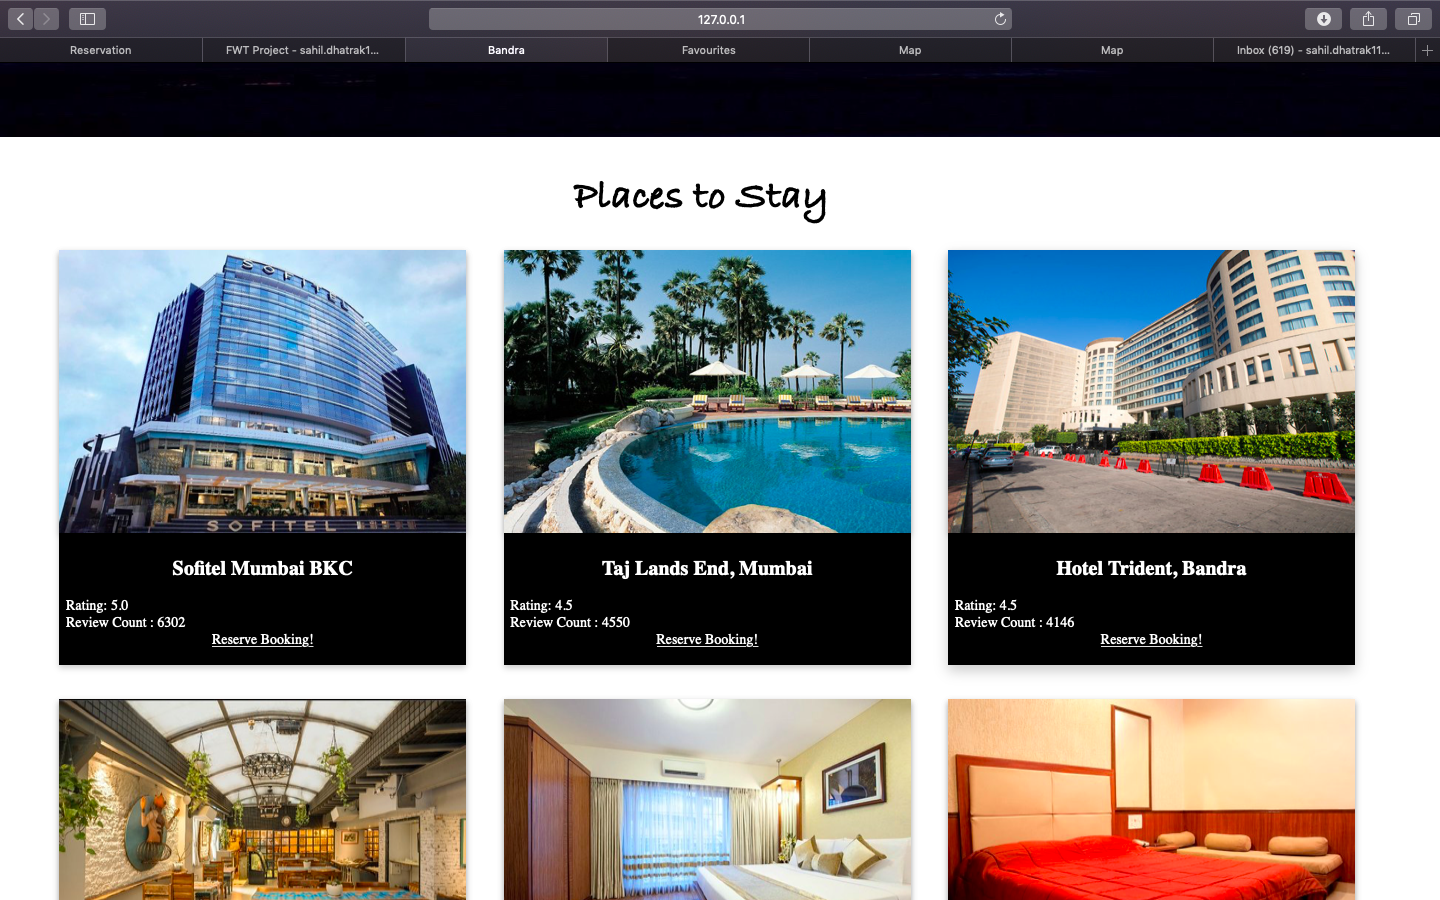 127.0.0.1
Reservation
FWT Project - sahil.dhatrak1...
Bandra
Favourites
Map
Map
Inbox (619) - sahil.dhatrak11...
Places to Stay
SOFITEL
SOFITEL
Sofitel Mumbai BKC
Rating: 5.0
Review Count : 6302
Reserve Booking!
Taj Lands End, Mumbai
Rating: 4.5
Review Count : 4550
Reserve Booking!
Hotel Trident, Bandra
Rating: 4.5
Review Count : 4146
Reserve Booking!